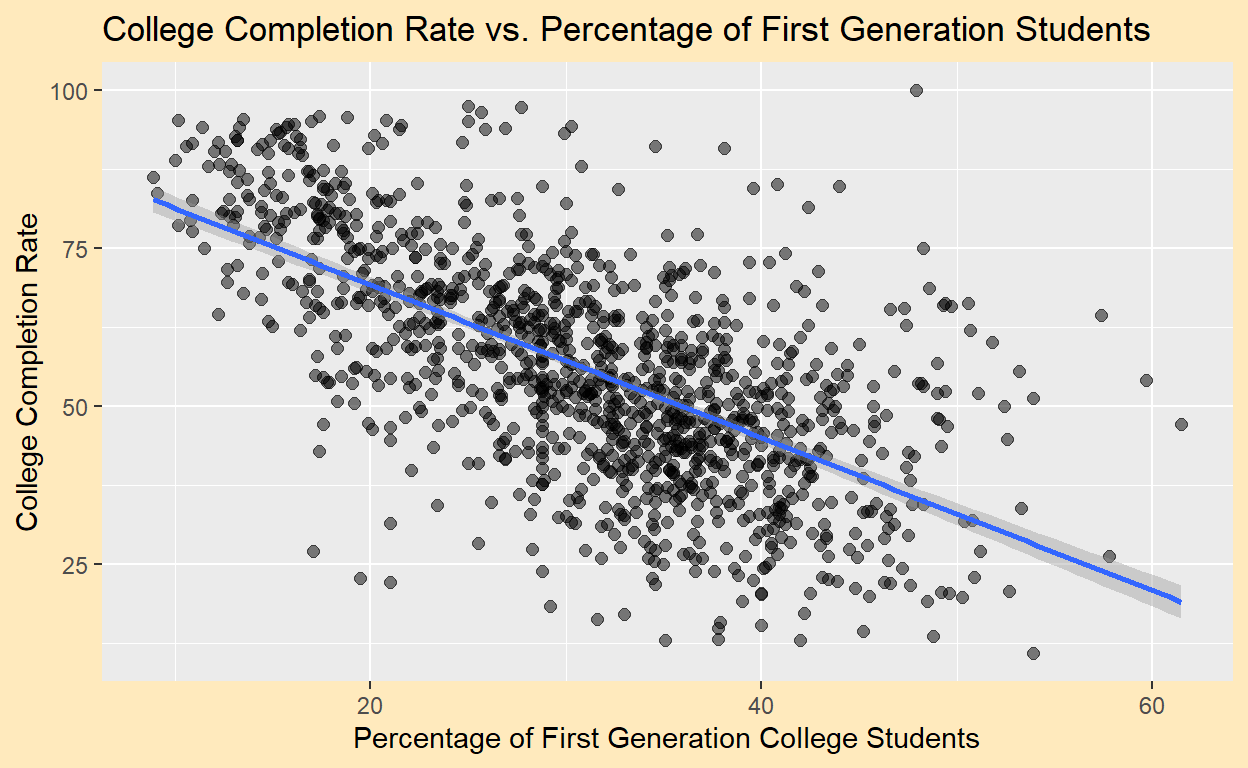 College Completion Rate vs. Percentage of First Generation Students
College Completion Rate
100
75
50
25
20
40
60
Percentage of First Generation College Students